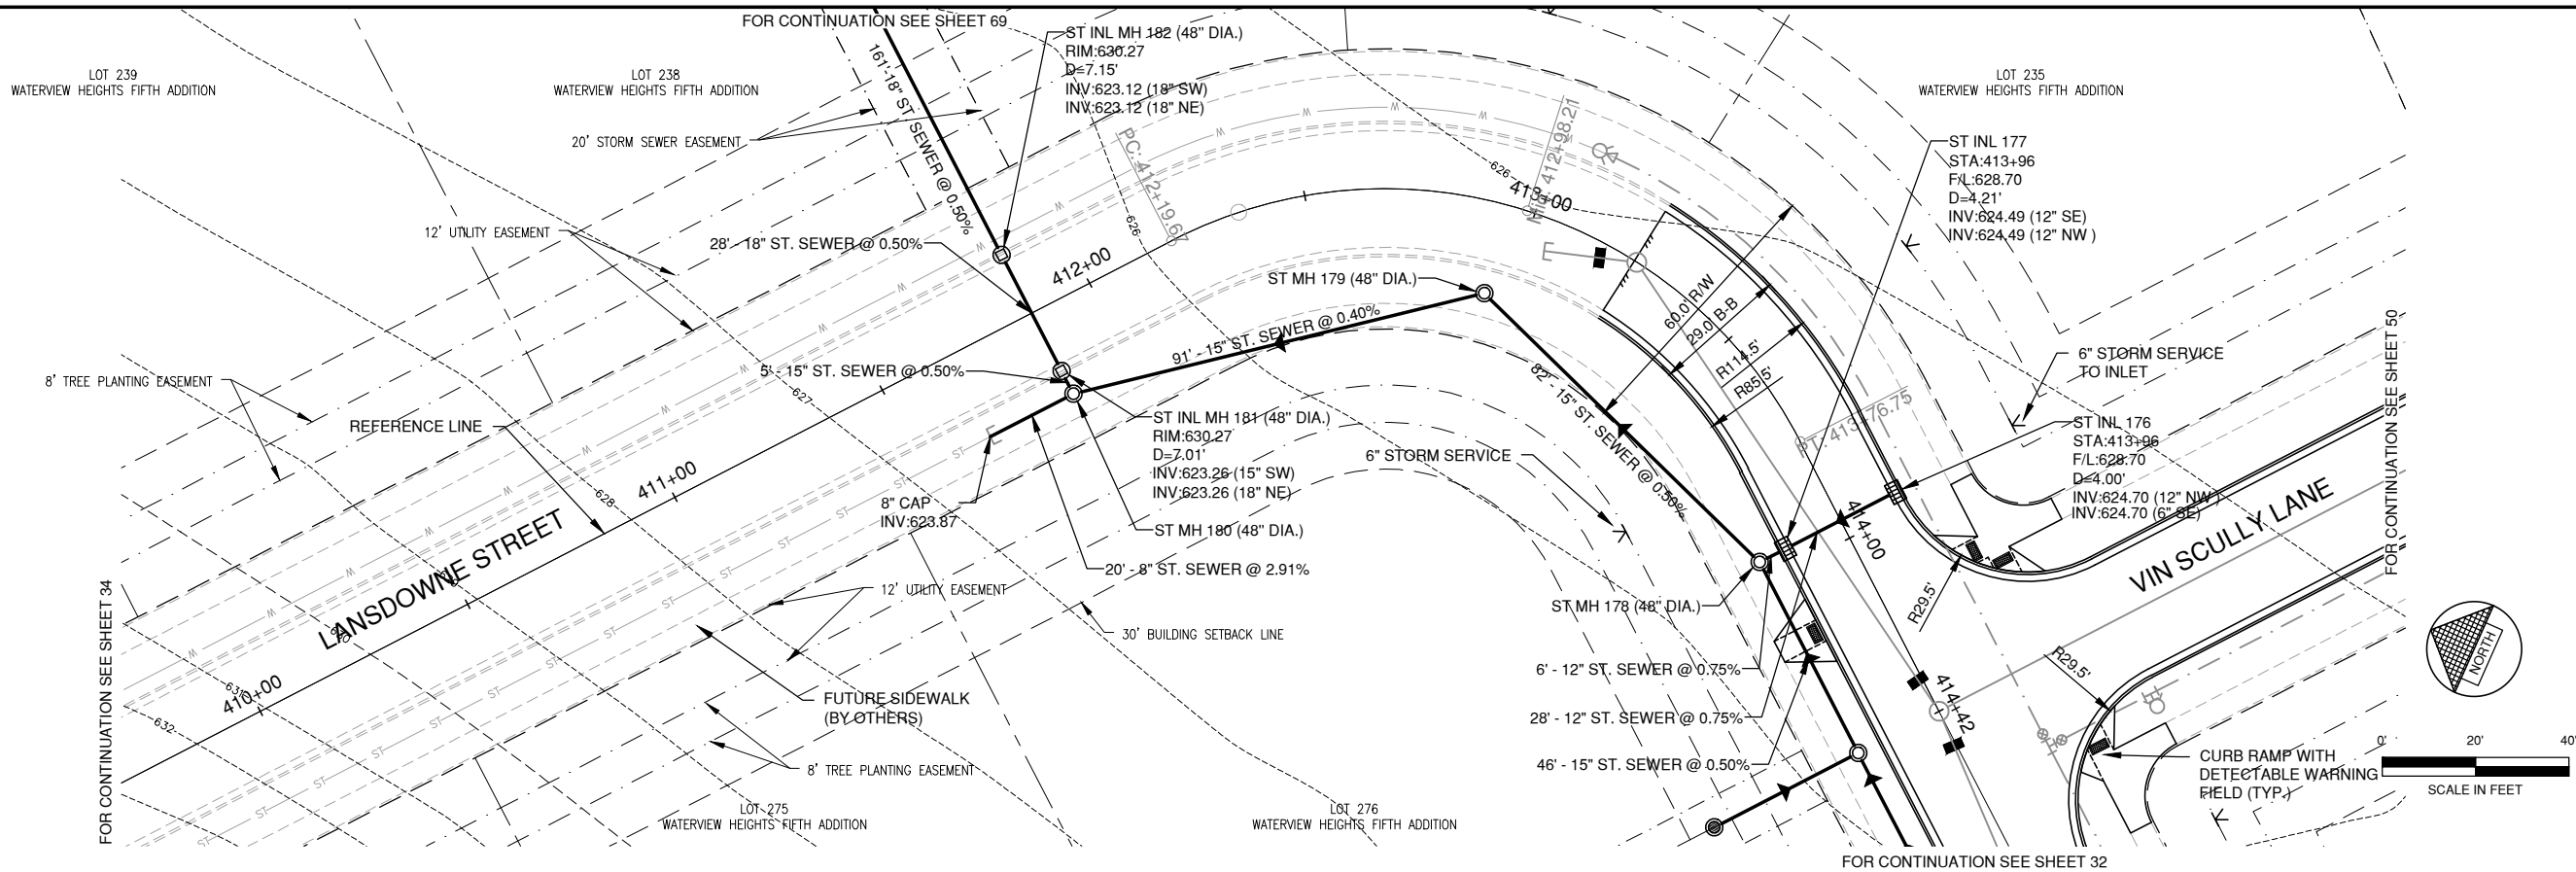 FOR CONTINUATION SEE SHEET 69
LOT 239
WATERVIEW HEIGHTS FIFTH ADDITION
LOT 238
WATERVIEW HEIGHTS FIFTH ADDITION
161'-18" ST. SEWER @ 0.50%
20' STORM SEWER EASEMENT
ST INL MH 182 (48" DIA.)
RIM:630.27
D=7.15'
INV:623.12 (18" SW)
INV:623.12 (18" NE)
PC: 412+19.67
626
626
Mid: 412+98.21
413+00
LOT 235
WATERVIEW HEIGHTS FIFTH ADDITION
ST INL 177
STA:413+96
F/L:628.70
D=4.21'
INV:624.49 (12" SE)
INV:624.49 (12" NW )
12' UTILITY EASEMENT
28' - 18" ST. SEWER @ 0.50%
412+00
ST MH 179 (48" DIA.)
60.0' R/W
29.0' B-B
R114.5'
R85.5'
91' - 15" ST. SEWER @ 0.40%
5' - 15" ST. SEWER @ 0.50%
8' TREE PLANTING EASEMENT
627
REFERENCE LINE
ST INL MH 181 (48" DIA.)
RIM:630.27
D=7.01'
INV:623.26 (15" SW)
INV:623.26 (18" NE)
82' - 15" ST. SEWER @ 0.50%
PT: 413+76.75
6" STORM SERVICE
TO INLET
ST INL 176
STA:413+96
F/L:628.70
D=4.00'
INV:624.70 (12" NW )
INV:624.70 (6" SE)
6" STORM SERVICE
411+00
628
8" CAP
INV:623.87
ST MH 180 (48" DIA.)
20' - 8" ST. SEWER @ 2.91%
414+00
VIN SCULLY LANE
FOR CONTINUATION SEE SHEET 50
LANSDOWNE STREET
12' UTILITY EASEMENT
30' BUILDING SETBACK LINE
ST MH 178 (48" DIA.)
R29.5'
R29.5'
NORTH
FOR CONTINUATION SEE SHEET 34
631
410+00
632
FUTURE SIDEWALK
(BY OTHERS)
6' - 12" ST. SEWER @ 0.75%
28' - 12" ST. SEWER @ 0.75%
46' - 15" ST. SEWER @ 0.50%
414+42
8' TREE PLANTING EASEMENT
LOT 275
WATERVIEW HEIGHTS FIFTH ADDITION
LOT 276
WATERVIEW HEIGHTS FIFTH ADDITION
CURB RAMP WITH
DETECTABLE WARNING
FIELD (TYP.)
0' 20' 40'
SCALE IN FEET
FOR CONTINUATION SEE SHEET 32